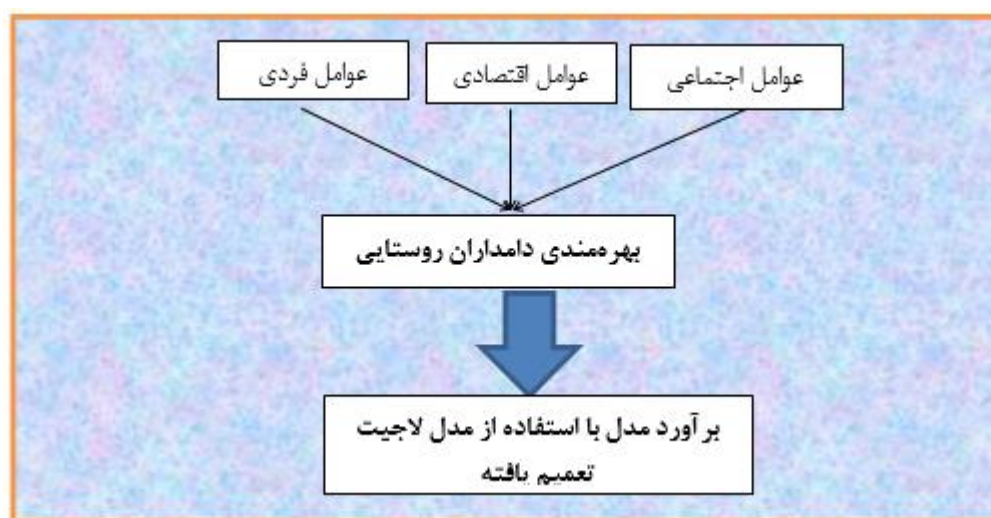 عوامل اجتماعی
عوامل اقتصادی
عوامل فردی
بهره‌مندی دامداران روستایی
برآورد مدل با استفاده از مدل لاجیت
تعمیم یافته